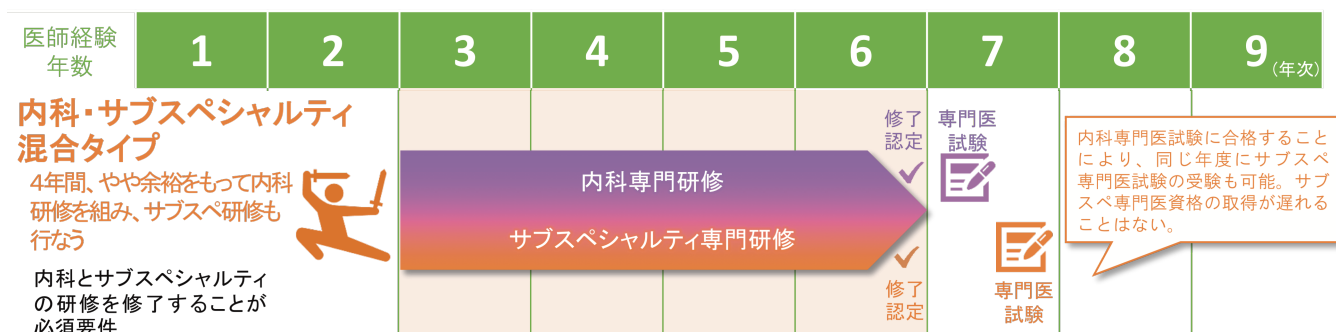 医師経験
年数
1
2
3
4
5
6
7
8
9
(年次)
内科・サブスペシャルティ
混合タイプ
4年間、やや余裕をもって内科
研修を組み、サブスペ研修も
行なう
内科とサブスペシャルティ
の研修を修了することが
必須要件
内科専門研修
サブスペシャルティ専門研修
修了
認定
修了
認定
専門医
試験
専門医
試験
内科専門医試験に合格すること
により、同じ年度にサブスペ
専門医試験の受験も可能。サブ
スペ専門医資格の取得が遅れる
ことはない。